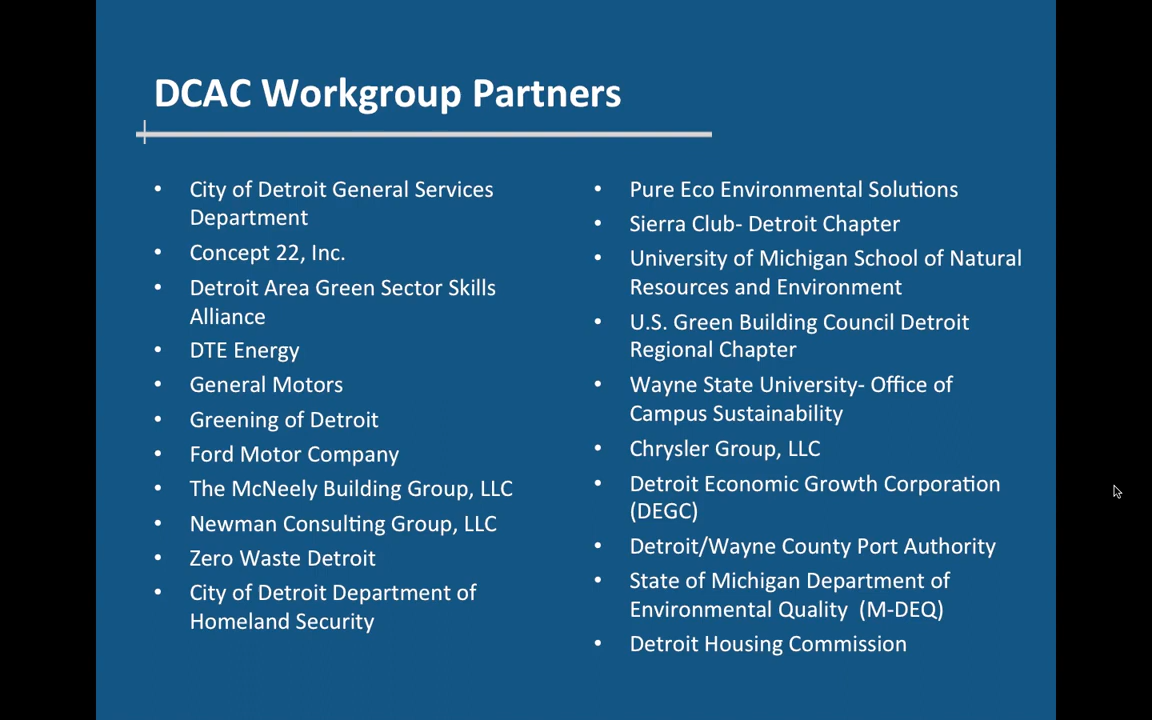 DCAC Workgroup Partners
• City of Detroit General Services
Department
• Concept 22, Inc.
• Detroit Area Green Sector Skills
Alliance
• DTE Energy
• General Motors
• Greening of Detroit
• Ford Motor Company
• The McNeely Building Group, LLC
• Newman Consulting Group, LLC
• Zero Waste Detroit
• City of Detroit Department of
Homeland Security
• Pure Eco Environmental Solutions
• Sierra Club- Detroit Chapter
• University of Michigan School of Natural
Resources and Environment
• U.S. Green Building Council Detroit
Regional Chapter
• Wayne State University- Office of
Campus Sustainability
• Chrysler Group, LLC
• Detroit Economic Growth Corporation
(DEGC)
• Detroit/Wayne County Port Authority
• State of Michigan Department of
Environmental Quality (M-DEQ)
• Detroit Housing Commission